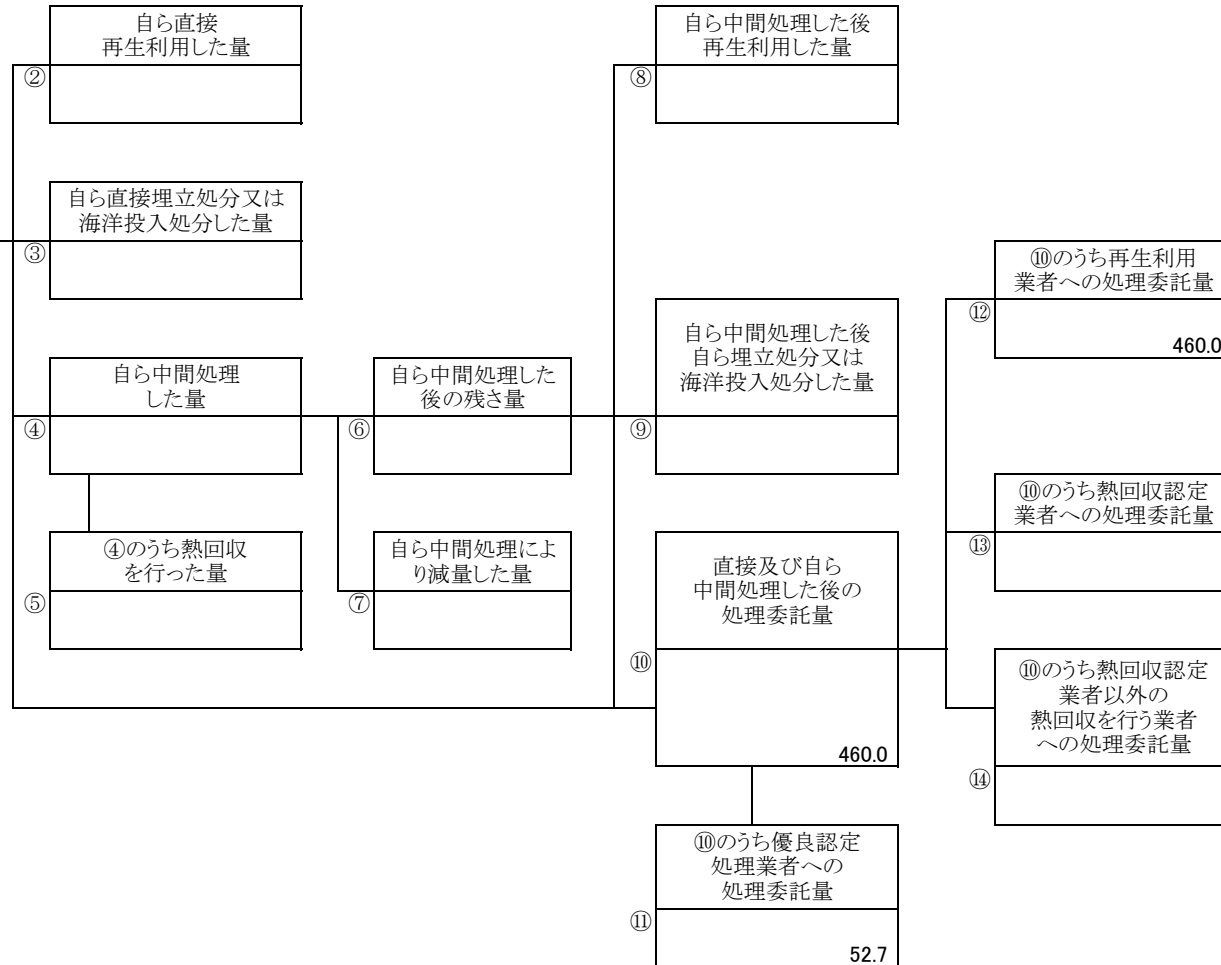 自ら直接
再生利用した量
②
自ら中間処理した後
再生利用した量
⑧
自ら直接埋立処分又は
海洋投入処分した量
③
⑩のうち再生利用
業者への処理委託量
⑫
460.0
自ら中間処理した後
自ら埋立処分又は
海洋投入処分した量
⑨
自ら中間処理
した量
④
自ら中間処理した
後の残さ量
⑥
⑩のうち熱回収認定
業者への処理委託量
⑬
④のうち熱回収
を行った量
⑤
自ら中間処理によ
り減量した量
⑦
直接及び自ら
中間処理した後の
処理委託量
⑩
460.0
⑩のうち熱回収認定
業者以外の
熱回収を行う業者
への処理委託量
⑭
⑩のうち優良認定
処理業者への
処理委託量
⑪
52.7